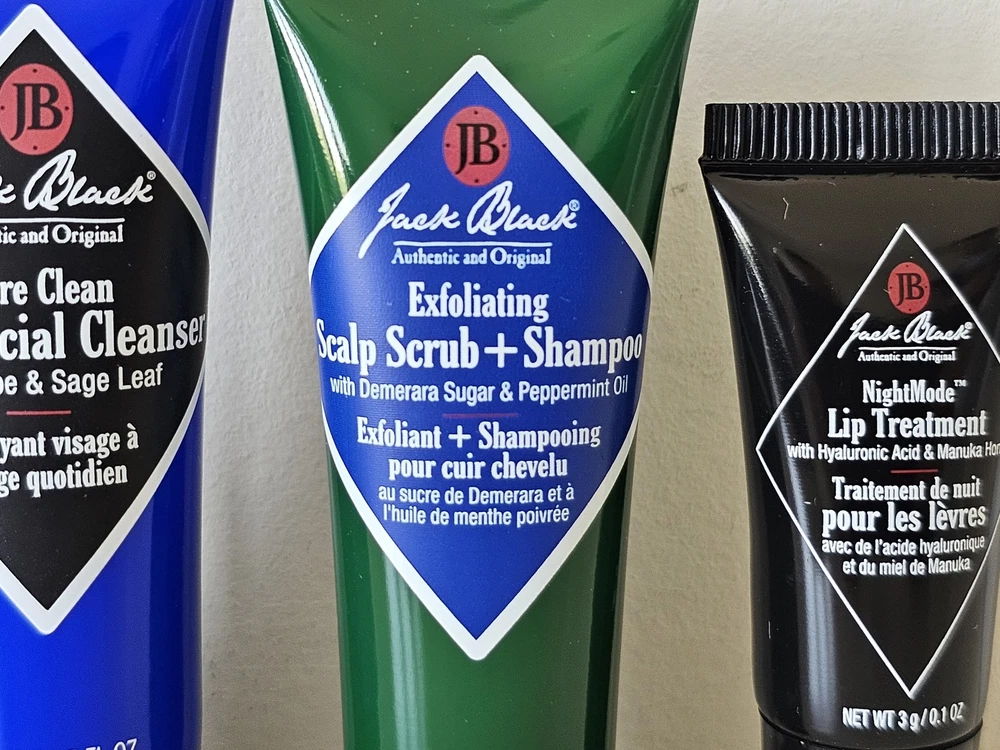 JB
Black®
and Original
Clean
Cleanser
& Sage Leaf
visage à
quotidien
OZ
JB
Jack Black®
Authentic and Original
Exfoliating
Scalp Scrub + Shampoo
with Demerara Sugar & Peppermint Oil
Exfoliant + Shampooing
pour cuir chevelu
au sucre de Demerara et à
l'huile de menthe poivrée
JB
Jack Black®
Authentic and Original
NightMode™
Lip Treatment
with Hyaluronic Acid & Manuka
Traitement de nuit
pour les lèvres
avec de l'acide hyaluronique
et du miel de Manuka
NET WT 3 g / 0.1 OZ